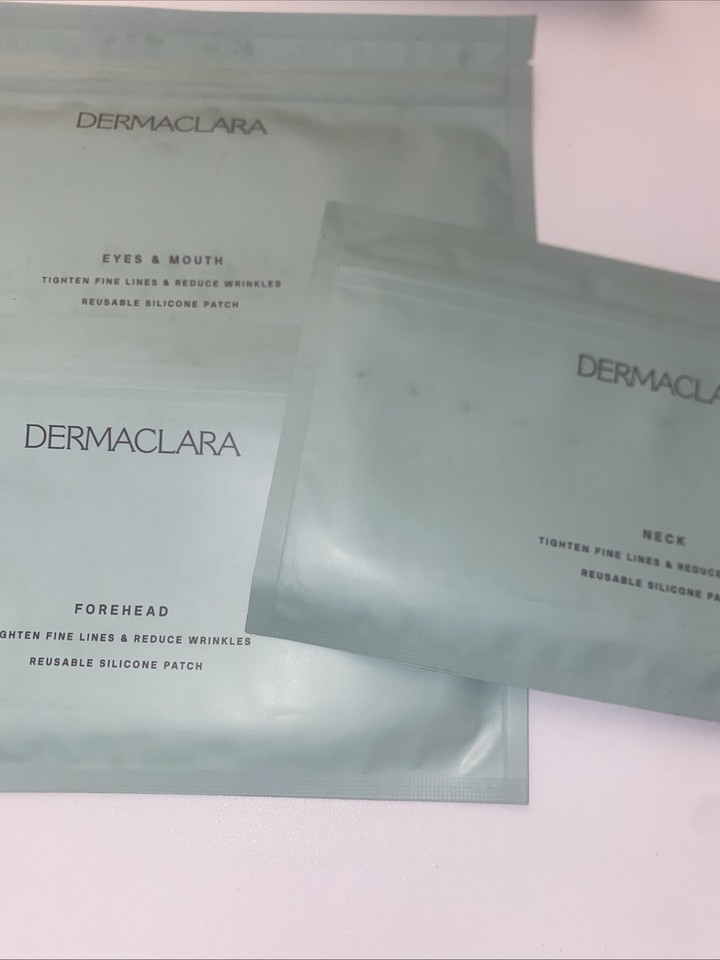 DERMACLARA
EYES & MOUTH
TIGHTEN FINE LINES & REDUCE WRINKLES
REUSABLE SILICONE PATCH
DERMACLARA
FOREHEAD
GHTEN FINE LINES & REDUCE WRINKLES
REUSABLE SILICONE PATCH
DERMACLA
NECK
TIGHTEN FINE LINES & REDUCE
REUSABLE SILICONE PA